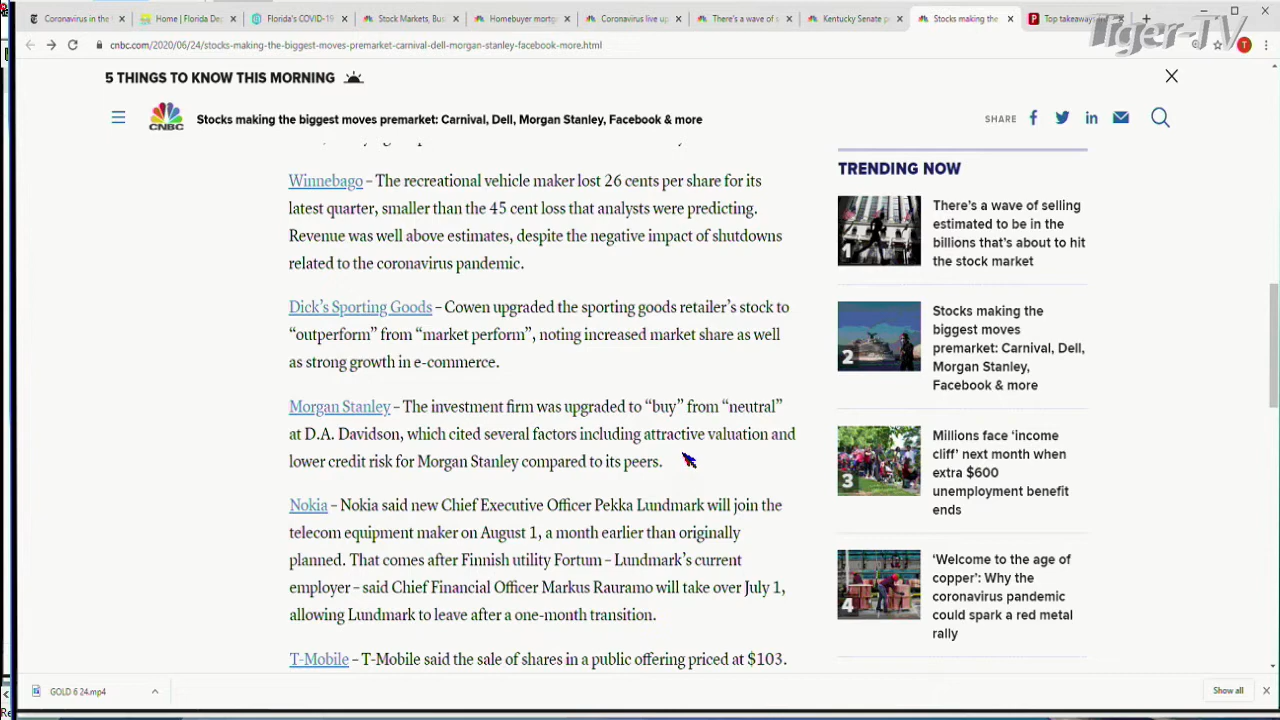 Coronavirus in the
Home | Florida De
Florida's COVID-19
Stock Markets, Bus
Homebuyer mortg
Coronavirus live up
There's a wave of s
Kentucky Senate p
Stocks making the
Top takeaways
Tiger-TV
cnbc.com/2020/06/24/stocks-making-the-biggest-moves-premarket-carnival-dell-morgan-stanley-facebook-more.html
T
5 THINGS TO KNOW THIS MORNING
CNBC
Stocks making the biggest moves premarket: Carnival, Dell, Morgan Stanley, Facebook & more
SHARE
Winnebago – The recreational vehicle maker lost 26 cents per share for its
latest quarter, smaller than the 45 cent loss that analysts were predicting.
Revenue was well above estimates, despite the negative impact of shutdowns
related to the coronavirus pandemic.
Dick's Sporting Goods – Cowen upgraded the sporting goods retailer's stock to
“outperform” from “market perform”, noting increased market share as well
as strong growth in e-commerce.
Morgan Stanley – The investment firm was upgraded to “buy” from “neutral”
at D.A. Davidson, which cited several factors including attractive valuation and
lower credit risk for Morgan Stanley compared to its peers.
Nokia – Nokia said new Chief Executive Officer Pekka Lundmark will join the
telecom equipment maker on August 1, a month earlier than originally
planned. That comes after Finnish utility Fortum – Lundmark's current
employer – said Chief Financial Officer Markus Rauramo will take over July 1,
allowing Lundmark to leave after a one-month transition.
T-Mobile – T-Mobile said the sale of shares in a public offering priced at $103.
TRENDING NOW
1
There's a wave of selling
estimated to be in the
billions that's about to hit
the stock market
2
Stocks making the
biggest moves
premarket: Carnival, Dell,
Morgan Stanley,
Facebook & more
3
Millions face ‘income
cliff’ next month when
extra $600
unemployment benefit
ends
4
‘Welcome to the age of
copper’: Why the
coronavirus pandemic
could spark a red metal
rally
GOLD 6 24.mp4
Show all
Re